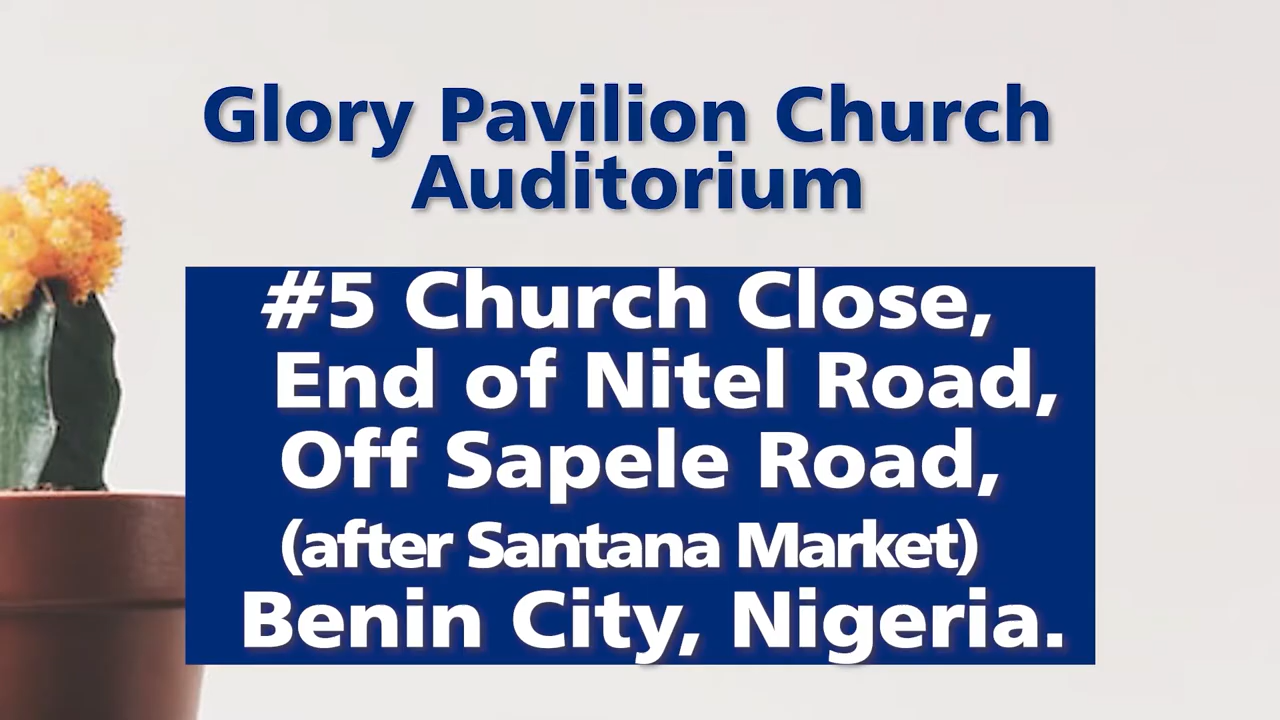 Glory Pavilion Church
Auditorium
#5 Church Close,
End of Nitel Road,
Off Sapele Road,
(after Santana Market)
Benin City, Nigeria.